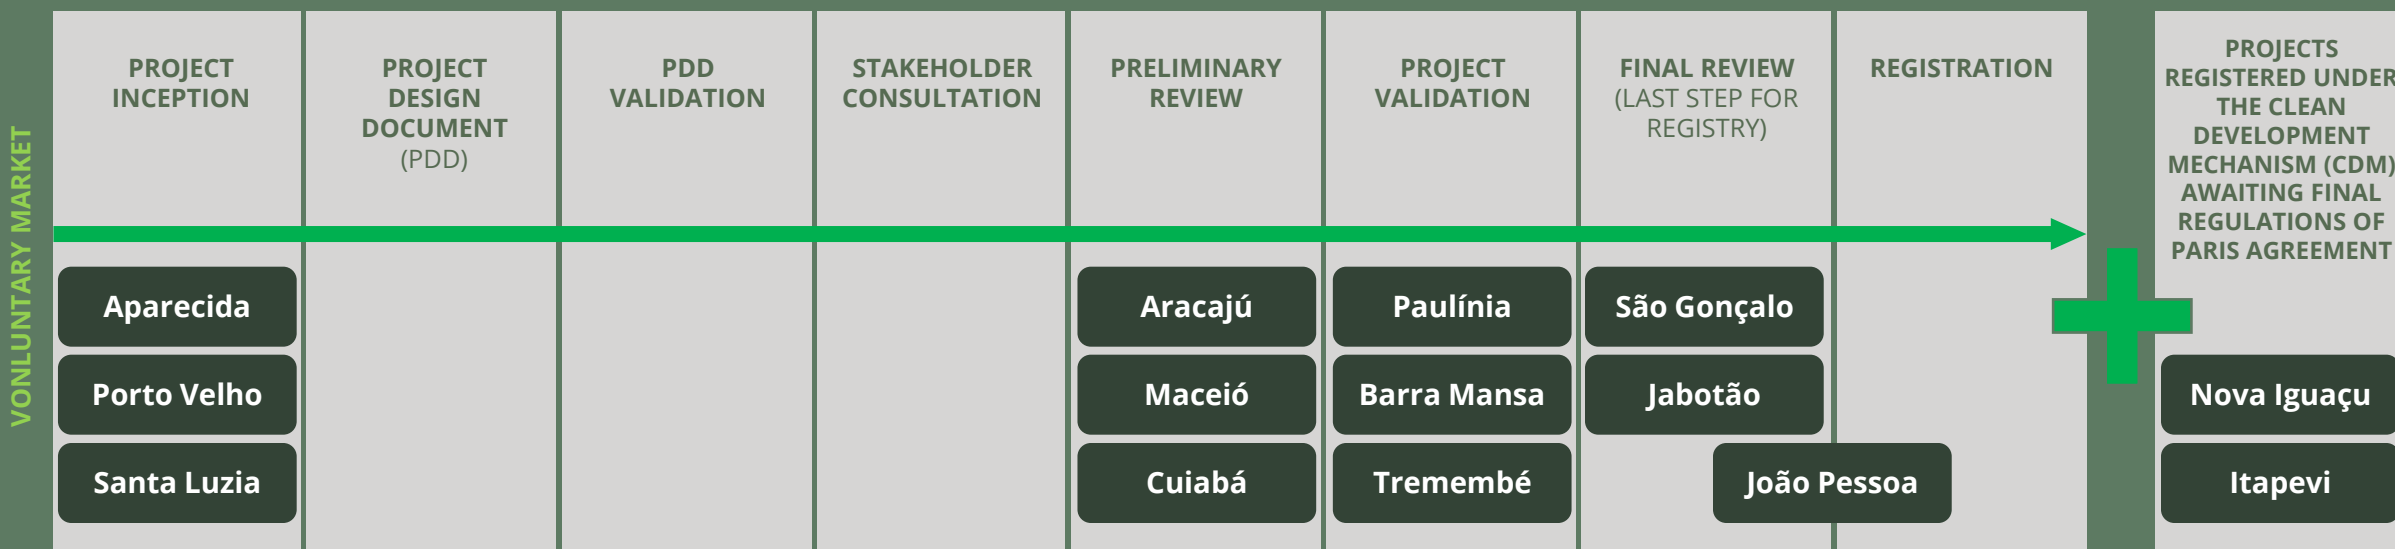 VONLUNTARY MARKET
PROJECT
INCEPTION
PROJECT
DESIGN
DOCUMENT
(PDD)
PDD
VALIDATION
STAKEHOLDER
CONSULTATION
PRELIMINARY
REVIEW
PROJECT
VALIDATION
FINAL REVIEW
(LAST STEP FOR
REGISTRY)
REGISTRATION
PROJECTS
REGISTERED UNDER
THE CLEAN
DEVELOPMENT
MECHANISM (CDM)
AWAITING FINAL
REGULATIONS OF
PARIS AGREEMENT
Aparecida
Porto Velho
Santa Luzia
Aracajú
Maceió
Cuiabá
Paulínia
Barra Mansa
Tremembé
São Gonçalo
Jabotão
João Pessoa
Nova Iguaçu
Itapevi